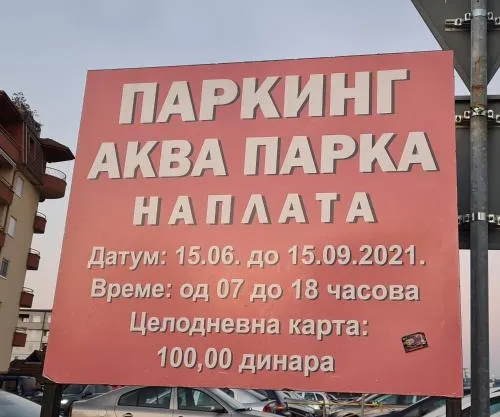 ПАРКИНГ
АКВА ПАРКА
НАПЛАТА
Датум: 15.06. до 15.09.2021.
Време: од 07 до 18 часова
Целодневна карта:
100,00 динара